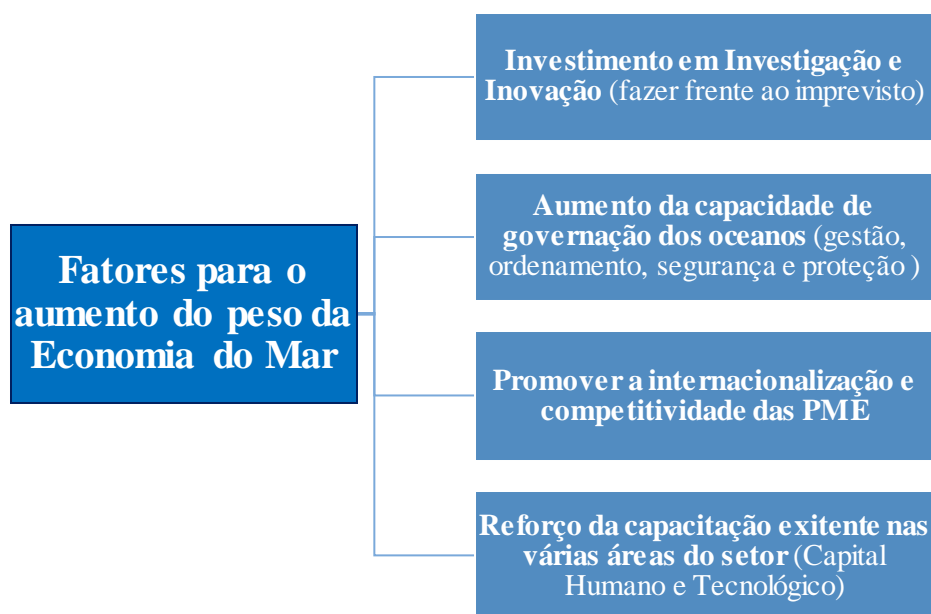 Fatores para o
aumento do peso da
Economia do Mar
Investimento em Investigação e
Inovação (fazer frente ao imprevisto)
Aumento da capacidade de
governação dos oceanos (gestão,
ordenamento, segurança e proteção )
Promover a internacionalização e
competitividade das PME
Reforço da capacitação exitente nas
várias áreas do setor (Capital
Humano e Tecnológico)